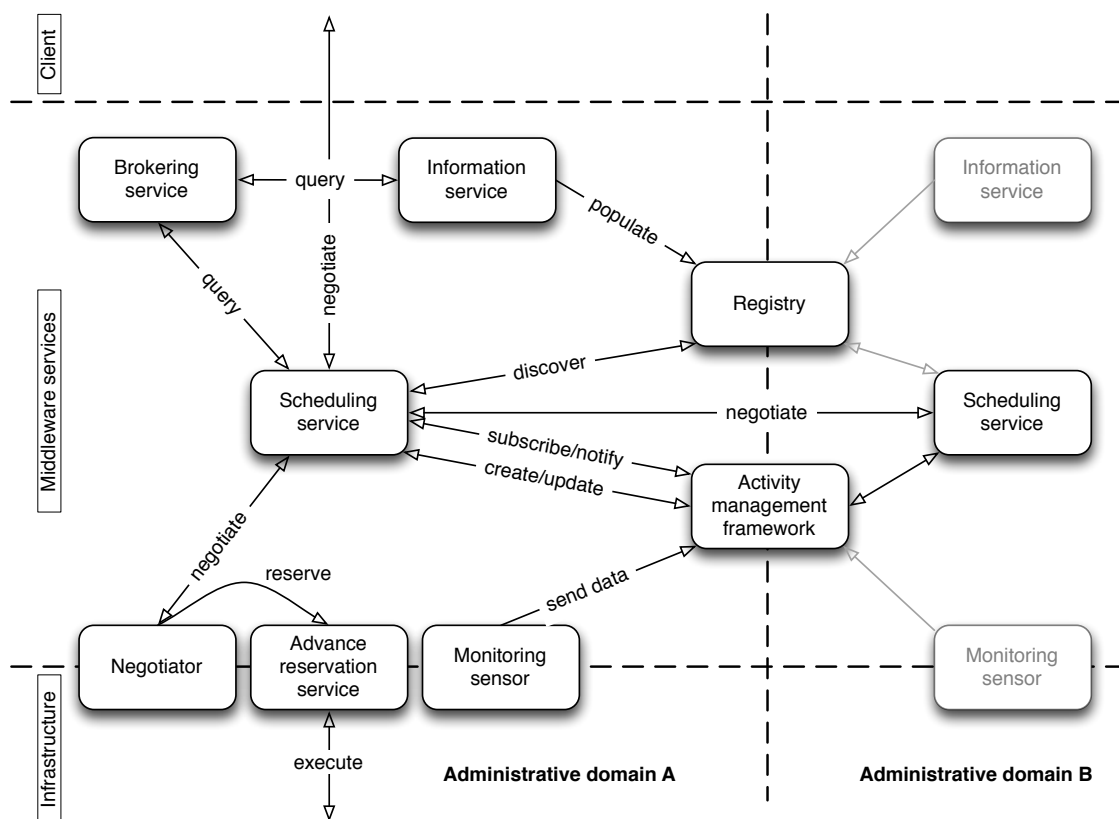 Client
Brokering
service
query
Information
service
Information
service
populate
negotiate
query
Registry
Middleware services
discover
Scheduling
service
negotiate
Scheduling
service
subscribe/notify
create/update
Activity
management
framework
negotiate
reserve
send data
Negotiator
Advance
reservation
service
Monitoring
sensor
Monitoring
sensor
Infrastructure
execute
Administrative domain A
Administrative domain B